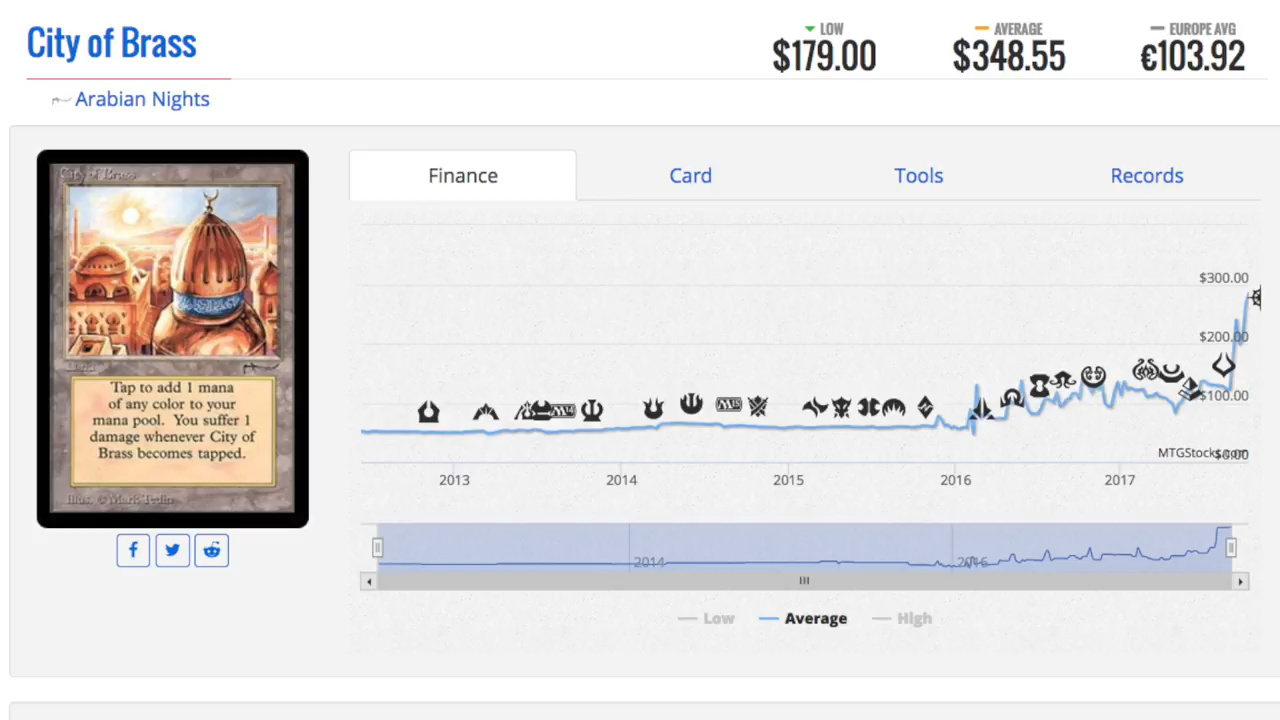 City of Brass
LOW
$179.00
AVERAGE
$348.55
EUROPE AVG
€103.92
Arabian Nights
Finance
Card
Tools
Records
City of Brass
Land
Tap to add 1 mana
of any color to your
mana pool. You suffer 1
damage whenever City of
Brass becomes tapped.
Illus. © Mark Tedin
$300.00
$200.00
$100.00
$0.00
MTGStocks.com
2013
2014
2015
2016
2017
2014
2016
Low
Average
High